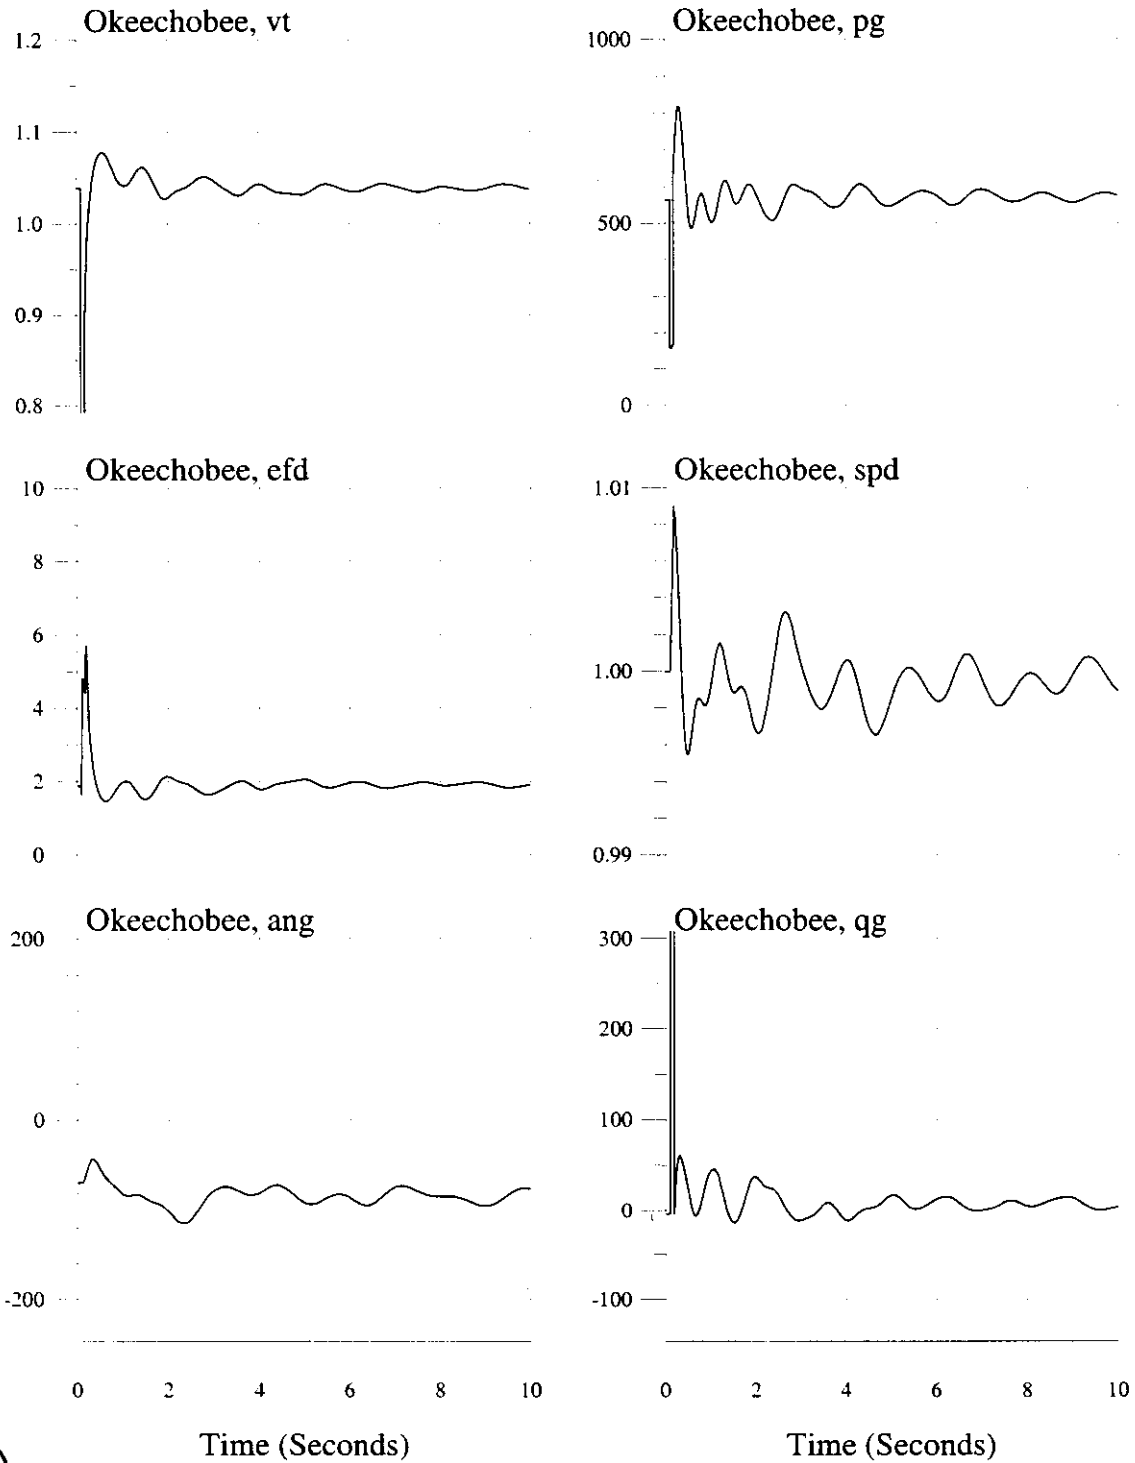 Okeechobee, vt
1.2
1.1
1.0
0.9
0.8
Okeechobee, pg
1000
500
0
Okeechobee, efd
10
8
6
4
2
0
Okeechobee, spd
1.01
1.00
0.99
Okeechobee, ang
200
0
-200
0 2 4 6 8 10
Time (Seconds)
Okeechobee, qg
300
200
100
0
-100
0 2 4 6 8 10
Time (Seconds)